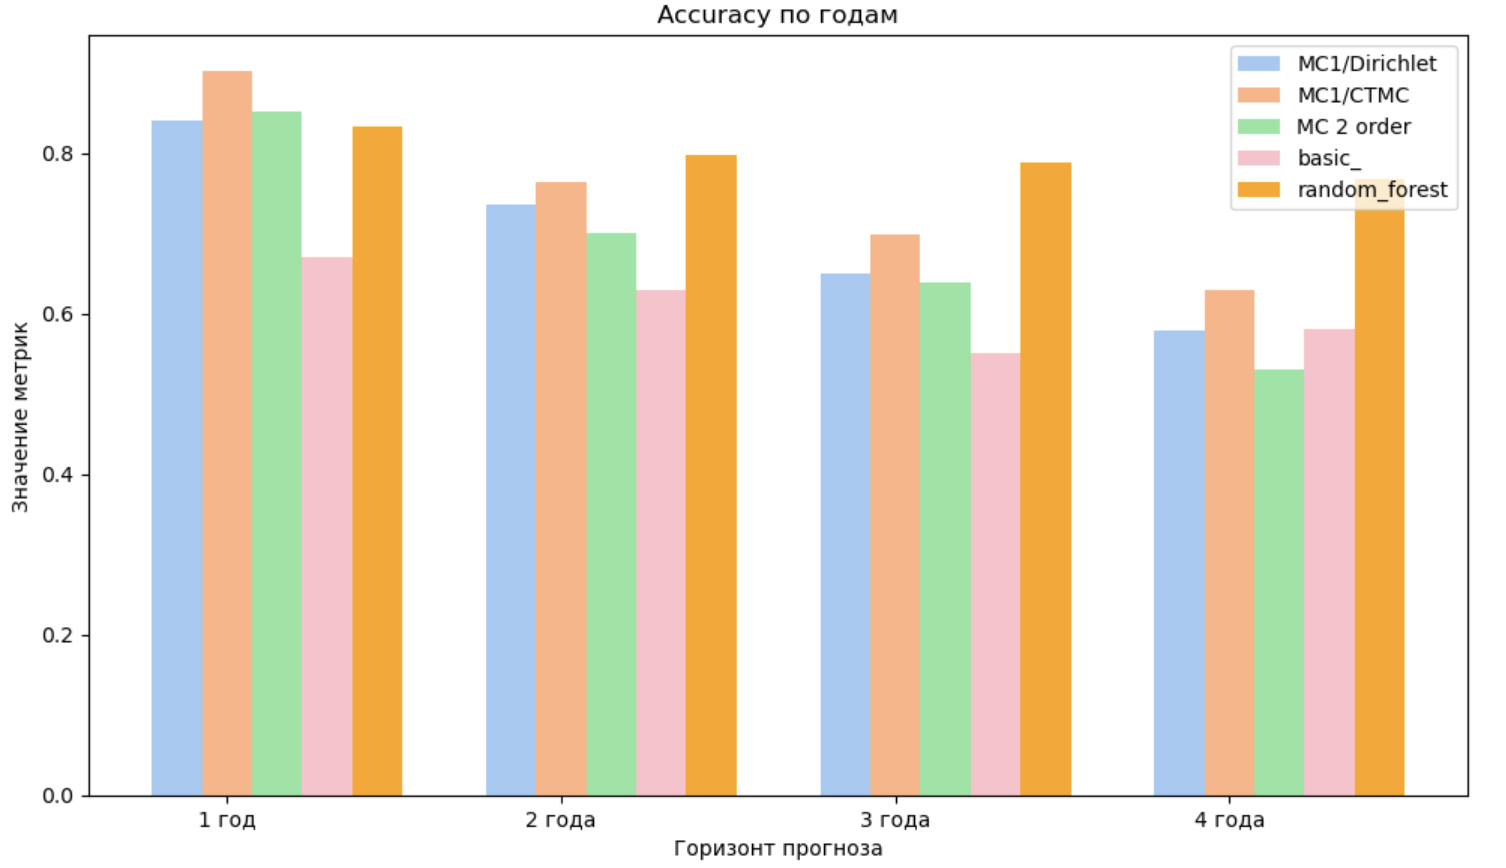 Accuracy по годам
MC1/Dirichlet
MC1/CTMC
MC 2 order
basic_
random_forest
Значение метрик
0.8
0.6
0.4
0.2
0.0
1 год
2 года
3 года
4 года
Горизонт прогноза